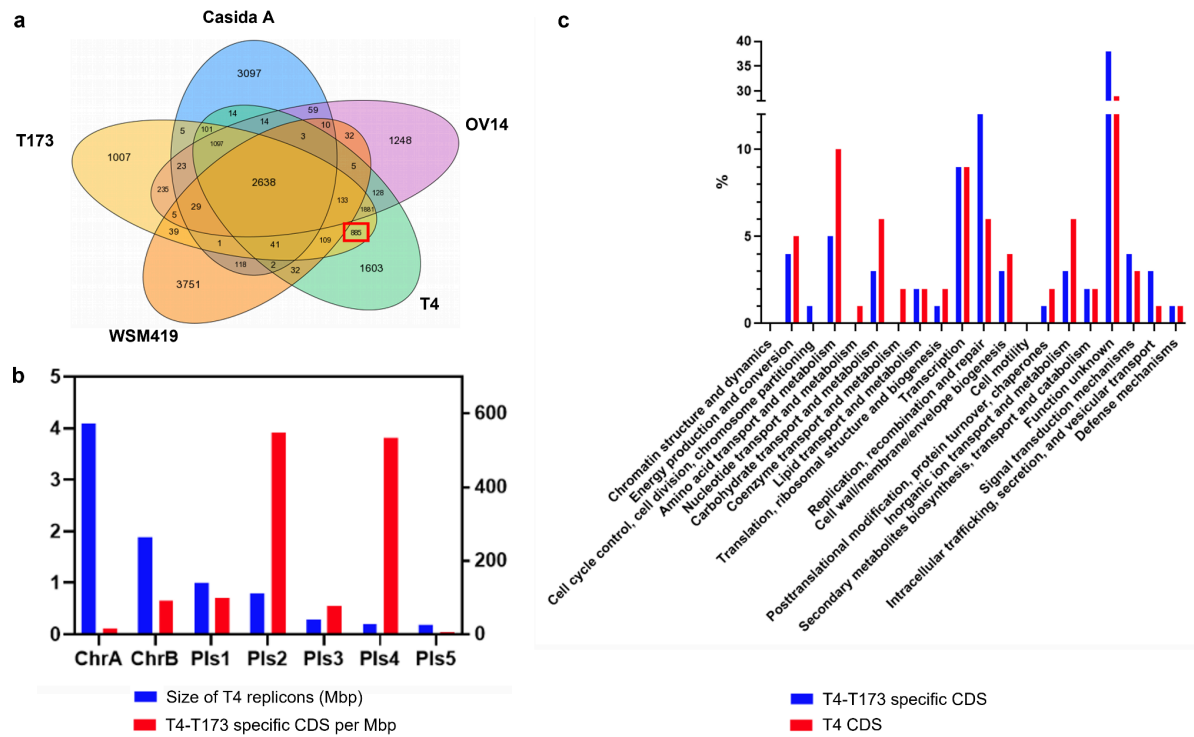 a
Casida A
3097
OV14
T173
1007
1248
14
59
5
101
14
10
32
1097
3
23
5
235
2638
128
133
1881
5
29
885
39
1
41
109
118
2
32
1603
3751
T4
WSM419
b
5
4
3
2
1
0
600
400
200
0
ChrA
ChrB
Pls1
Pls2
Pls3
Pls4
Pls5
Size of T4 replicons (Mbp)
T4-T173 specific CDS per Mbp
c
40
35
30
10
5
0
%
Chromatin structure and dynamics
Energy production and conversion
Cell cycle control, cell division, chromosome partitioning
Amino acid transport and metabolism
Nucleotide transport and metabolism
Carbohydrate transport and metabolism
Coenzyme transport and metabolism
Lipid transport and metabolism
Translation, ribosomal structure and biogenesis
Transcription
Replication, recombination and repair
Cell wall/membrane/envelope biogenesis
Cell motility
Posttranslational modification, protein turnover, chaperones
Inorganic ion transport and metabolism
Secondary metabolites biosynthesis, transport and catabolism
Function unknown
Signal transduction mechanisms
Intracellular trafficking, secretion, and vesicular transport
Defense mechanisms
T4-T173 specific CDS
T4 CDS